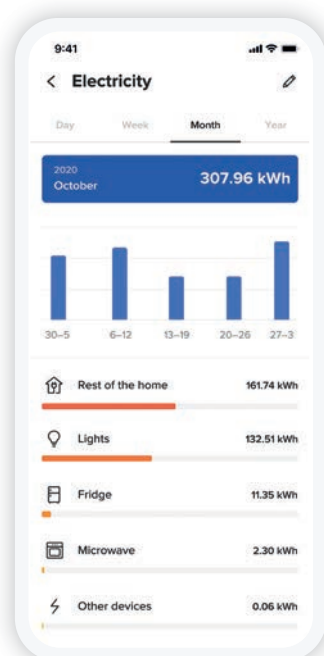 9:41
Electricity
Day Week Month Year
2020
October 307.96 kWh
30–5 6–12 13–19 20–26 27–3
Rest of the home 161.74 kWh
Lights 132.51 kWh
Fridge 11.35 kWh
Microwave 2.30 kWh
Other devices 0.06 kWh